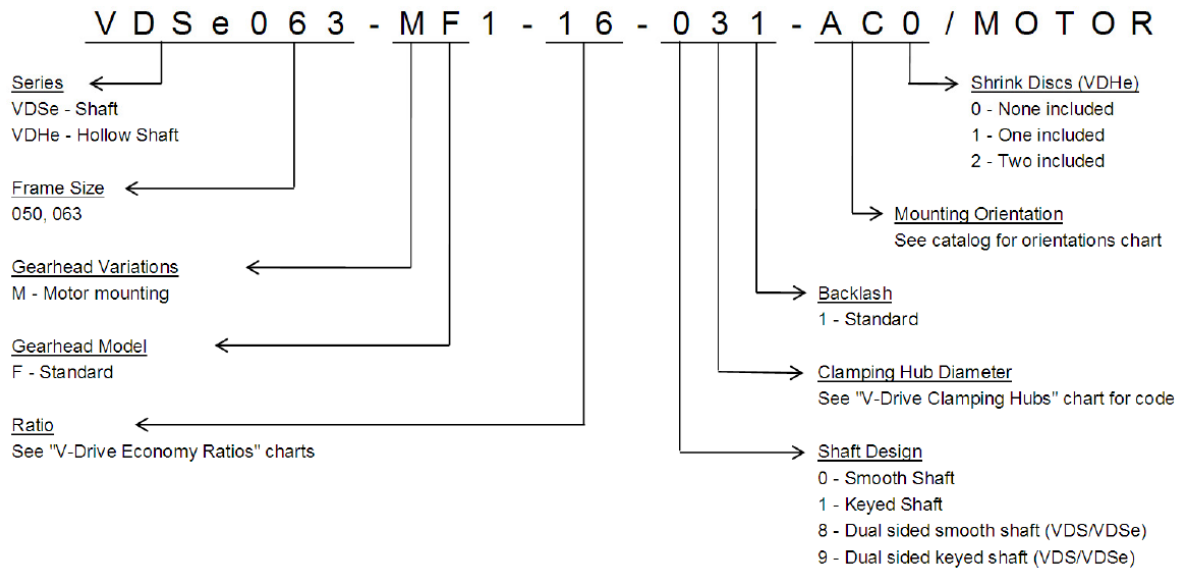 VDSe063-MF1-16-031-AC0/MOTOR
Series
VDSe - Shaft
VDHe - Hollow Shaft
Frame Size
050, 063
Gearhead Variations
M - Motor mounting
Gearhead Model
F - Standard
Ratio
See "V-Drive Economy Ratios" charts
Shrink Discs (VDHe)
0 - None included
1 - One included
2 - Two included
Mounting Orientation
See catalog for orientations chart
Backlash
1 - Standard
Clamping Hub Diameter
See "V-Drive Clamping Hubs" chart for code
Shaft Design
0 - Smooth Shaft
1 - Keyed Shaft
8 - Dual sided smooth shaft (VDS/VDSe)
9 - Dual sided keyed shaft (VDS/VDSe)